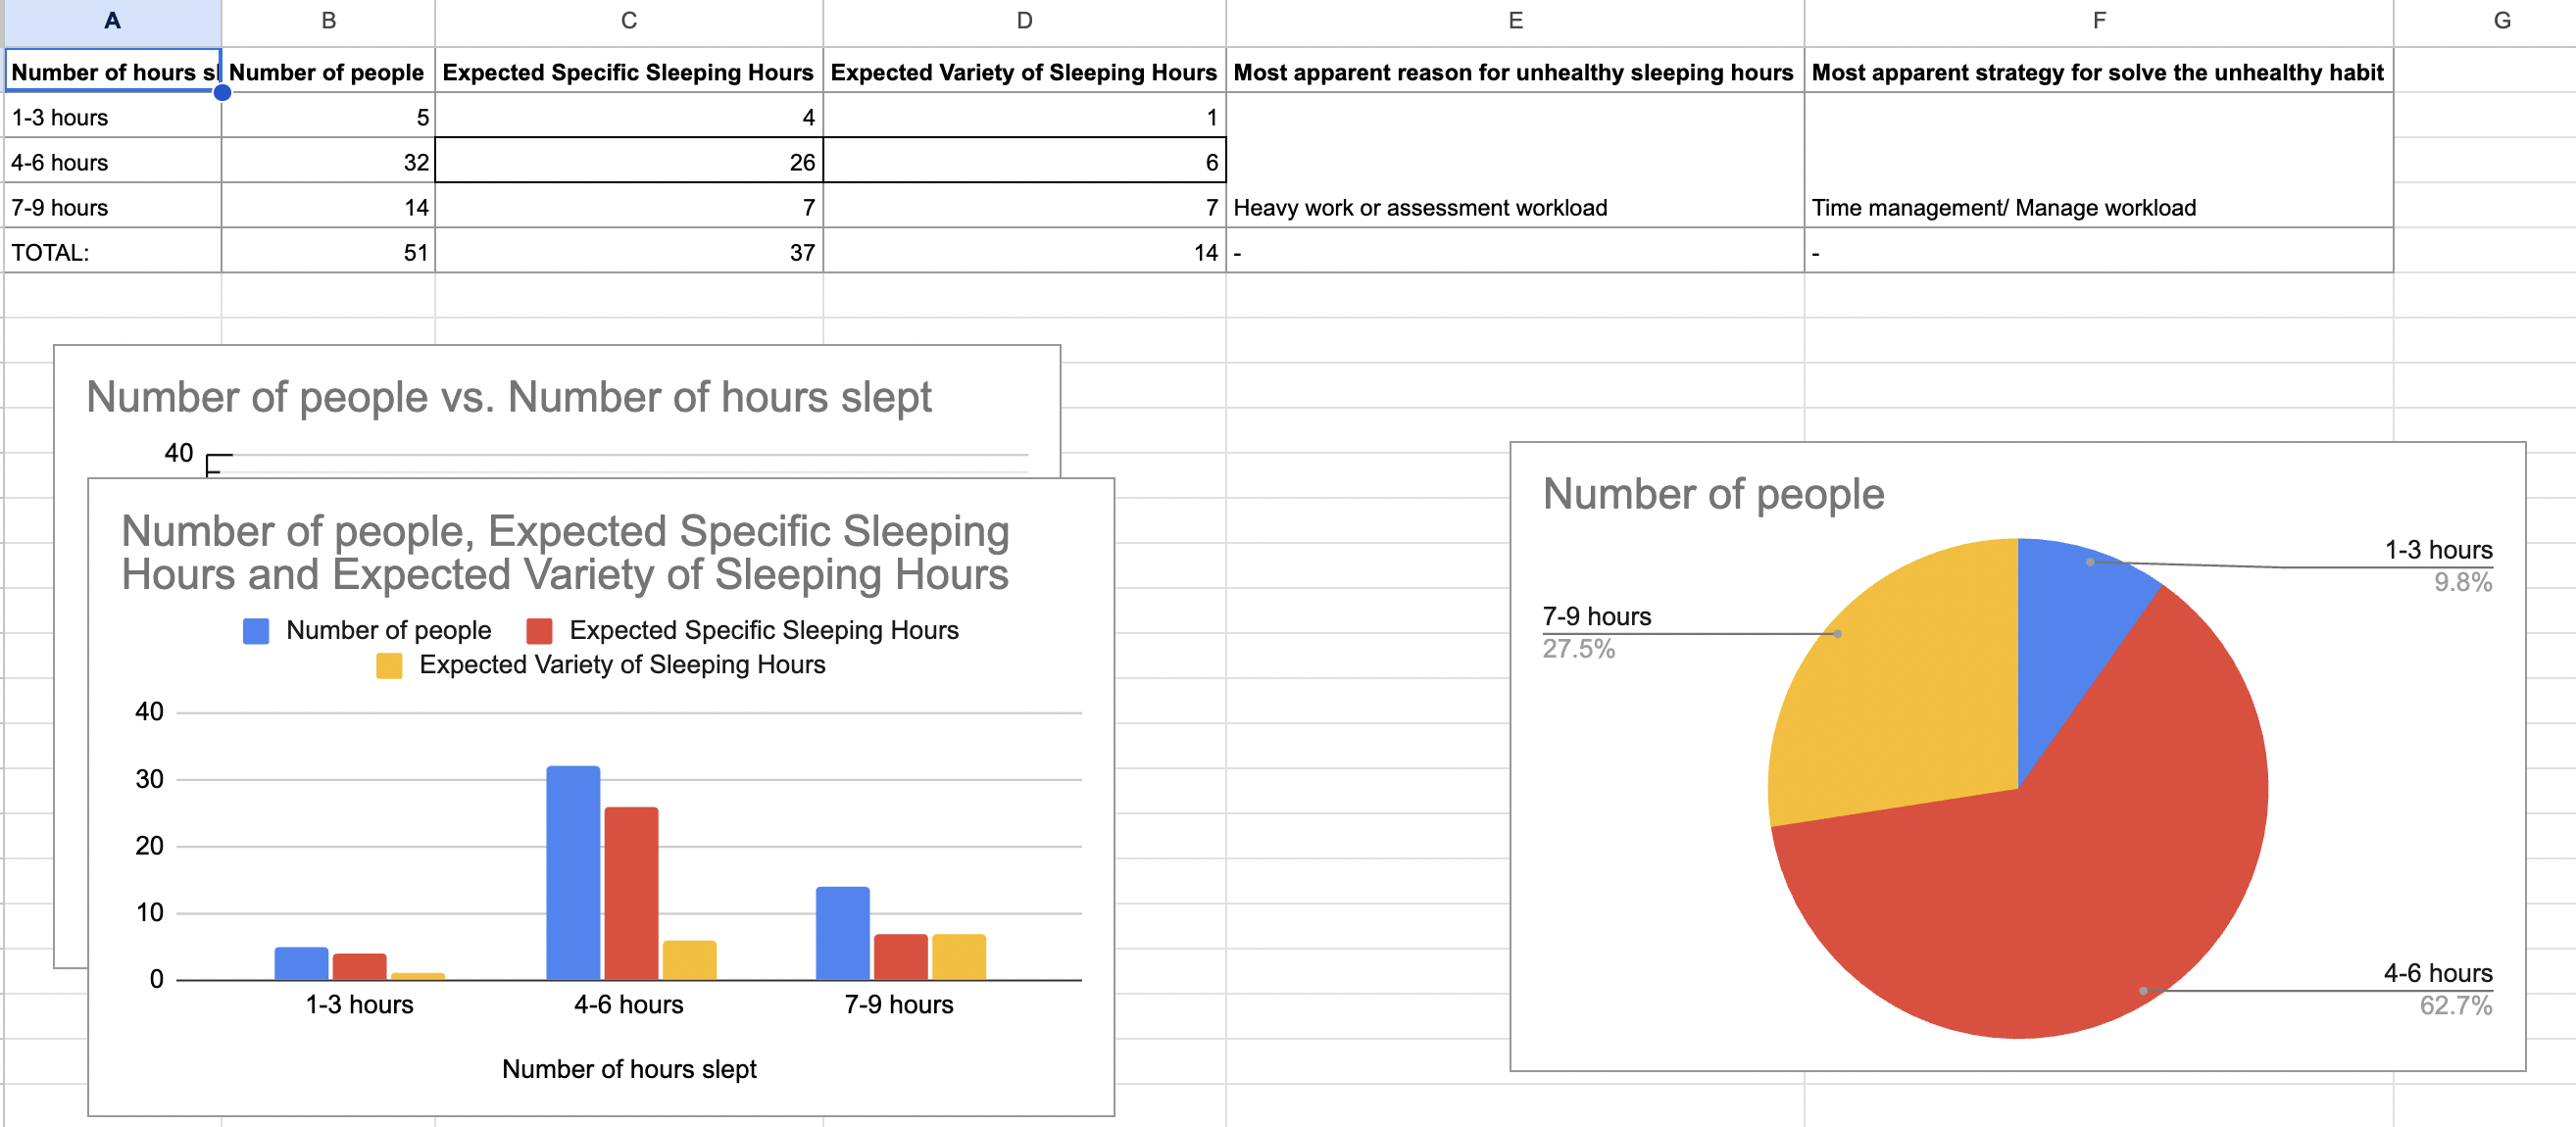 A B C D E F G
Number of hours sl Number of people Expected Specific Sleeping Hours Expected Variety of Sleeping Hours Most apparent reason for unhealthy sleeping hours Most apparent strategy for solve the unhealthy habit
1-3 hours 5 4 1
4-6 hours 32 26 6
7-9 hours 14 7 7 Heavy work or assessment workload Time management/ Manage workload
TOTAL: 51 37 14 - -
Number of people vs. Number of hours slept
40
Number of people, Expected Specific Sleeping
Hours and Expected Variety of Sleeping Hours
Number of people Expected Specific Sleeping Hours
Expected Variety of Sleeping Hours
40
30
20
10
0
1-3 hours 4-6 hours 7-9 hours
Number of hours slept
Number of people
1-3 hours
9.8%
7-9 hours
27.5%
4-6 hours
62.7%